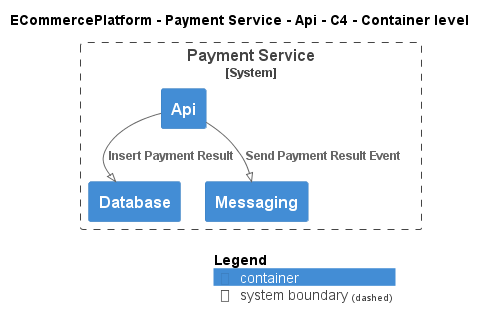 ECommercePlatform - Payment Service - Api - C4 - Container level
Payment Service
[System]
Api
Insert Payment Result
Send Payment Result Event
Database
Messaging
Legend
container
system boundary (dashed)